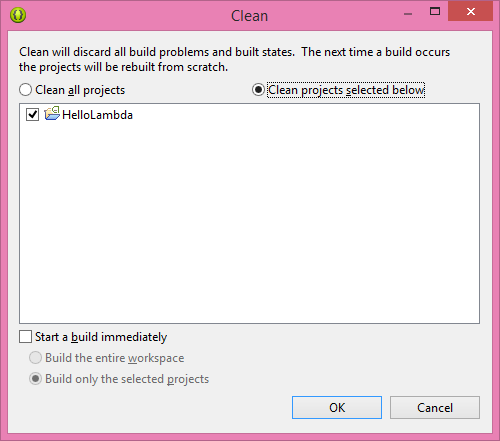 Clean
Clean will discard all build problems and built states.  The next time a build occurs
the projects will be rebuilt from scratch.
Clean all projects
Clean projects selected below
HelloLambda
Start a build immediately
Build the entire workspace
Build only the selected projects
OK
Cancel